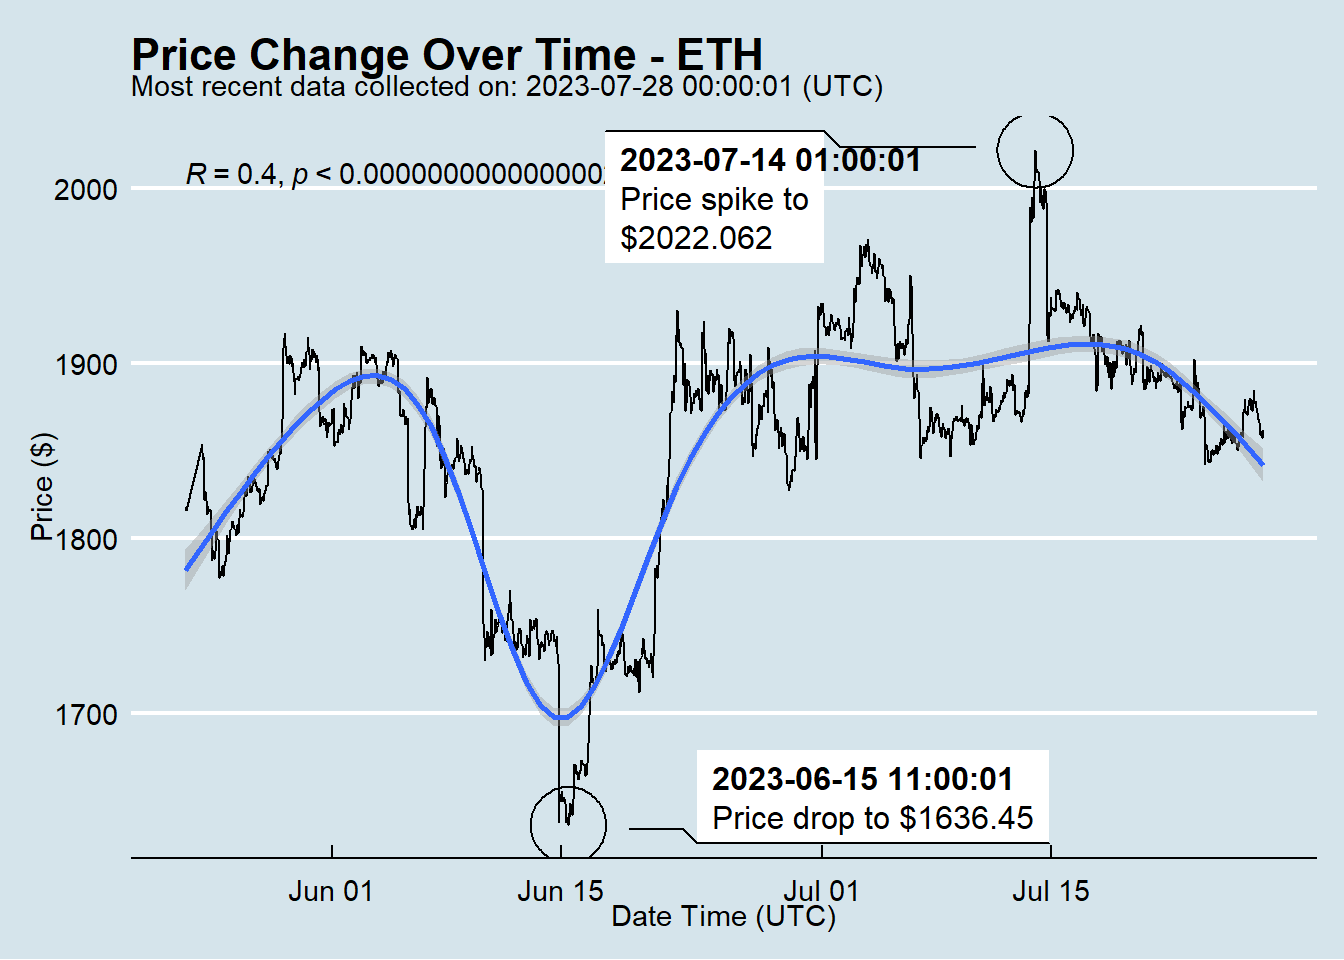 Price Change Over Time - ETH
Most recent data collected on: 2023-07-28 00:00:01 (UTC)
R = 0.4, p < 0.000000000000000
2023-07-14 01:00:01
Price spike to
$2022.062
2000
1900
1800
1700
Price ($)
2023-06-15 11:00:01
Price drop to $1636.45
Jun 01
Jun 15
Jul 01
Jul 15
Date Time (UTC)